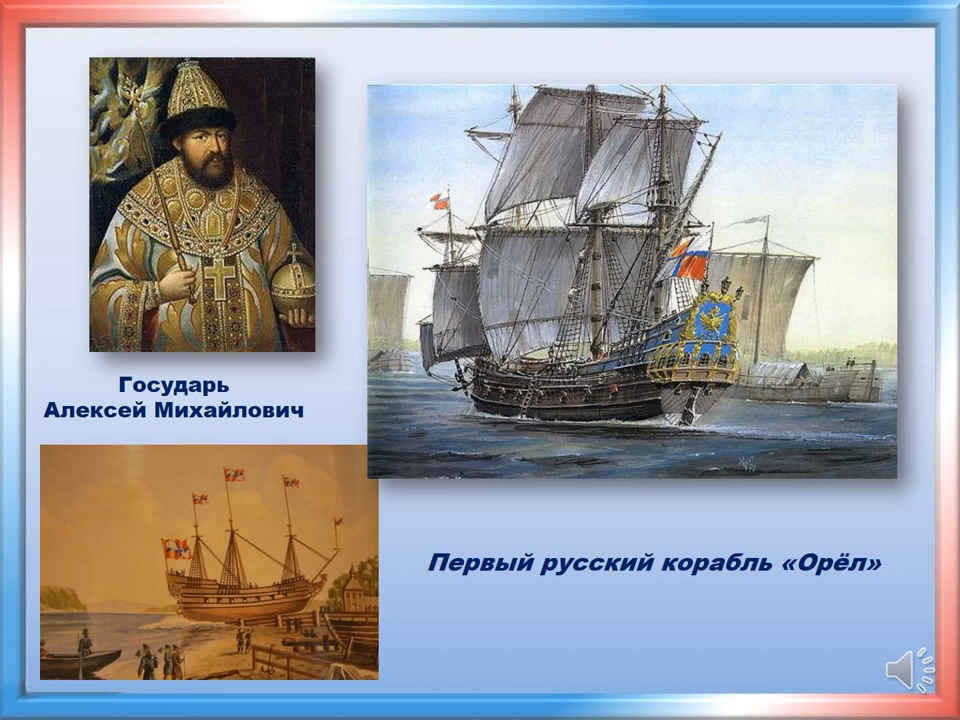 Государь
Алексей Михайлович
Первый русский корабль «Орёл»